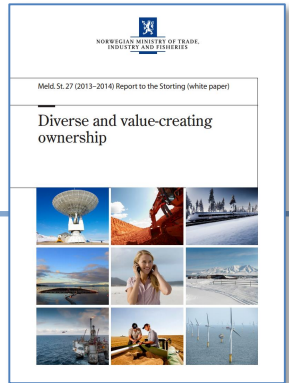 NORWEGIAN MINISTRY OF TRADE,
INDUSTRY AND FISHERIES
Meld. St. 27 (2013–2014) Report to the Storting (white paper)
Diverse and value-creating
ownership